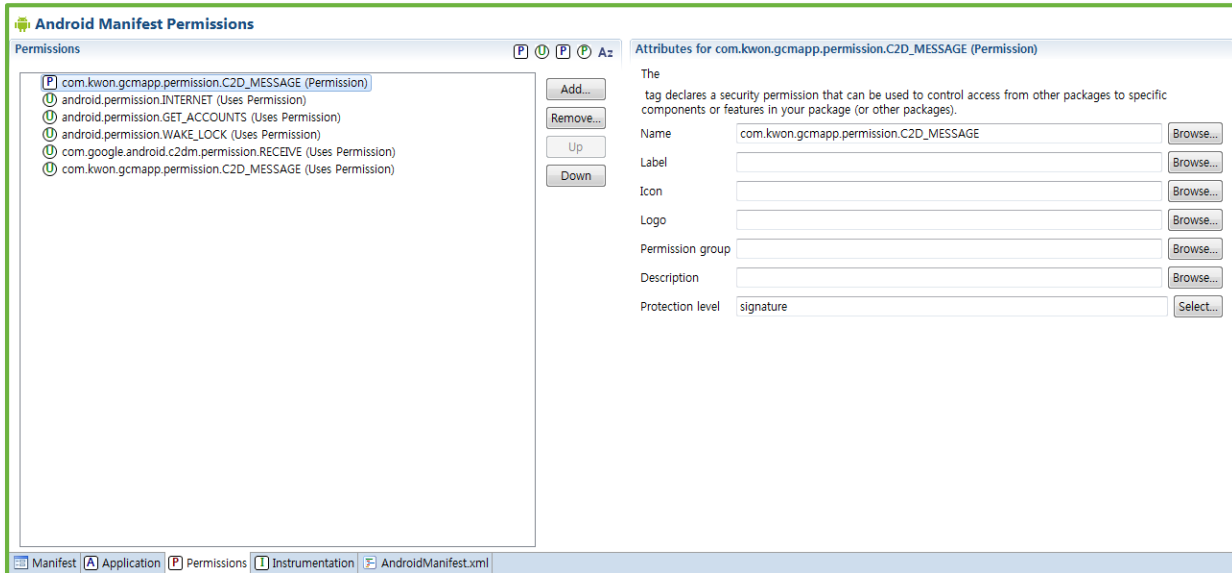 Android Manifest Permissions
Permissions
P U P P Az
P com.kwon.gcmapp.permission.C2D_MESSAGE (Permission)
U android.permission.INTERNET (Uses Permission)
U android.permission.GET_ACCOUNTS (Uses Permission)
U android.permission.WAKE_LOCK (Uses Permission)
U com.google.android.c2dm.permission.RECEIVE (Uses Permission)
U com.kwon.gcmapp.permission.C2D_MESSAGE (Uses Permission)
Add...
Remove...
Up
Down
Attributes for com.kwon.gcmapp.permission.C2D_MESSAGE (Permission)
The
tag declares a security permission that can be used to control access from other packages to specific
components or features in your package (or other packages).
Name com.kwon.gcmapp.permission.C2D_MESSAGE Browse...
Label Browse...
Icon Browse...
Logo Browse...
Permission group Browse...
Description Browse...
Protection level signature Select...
Manifest A Application P Permissions I Instrumentation AndroidManifest.xml